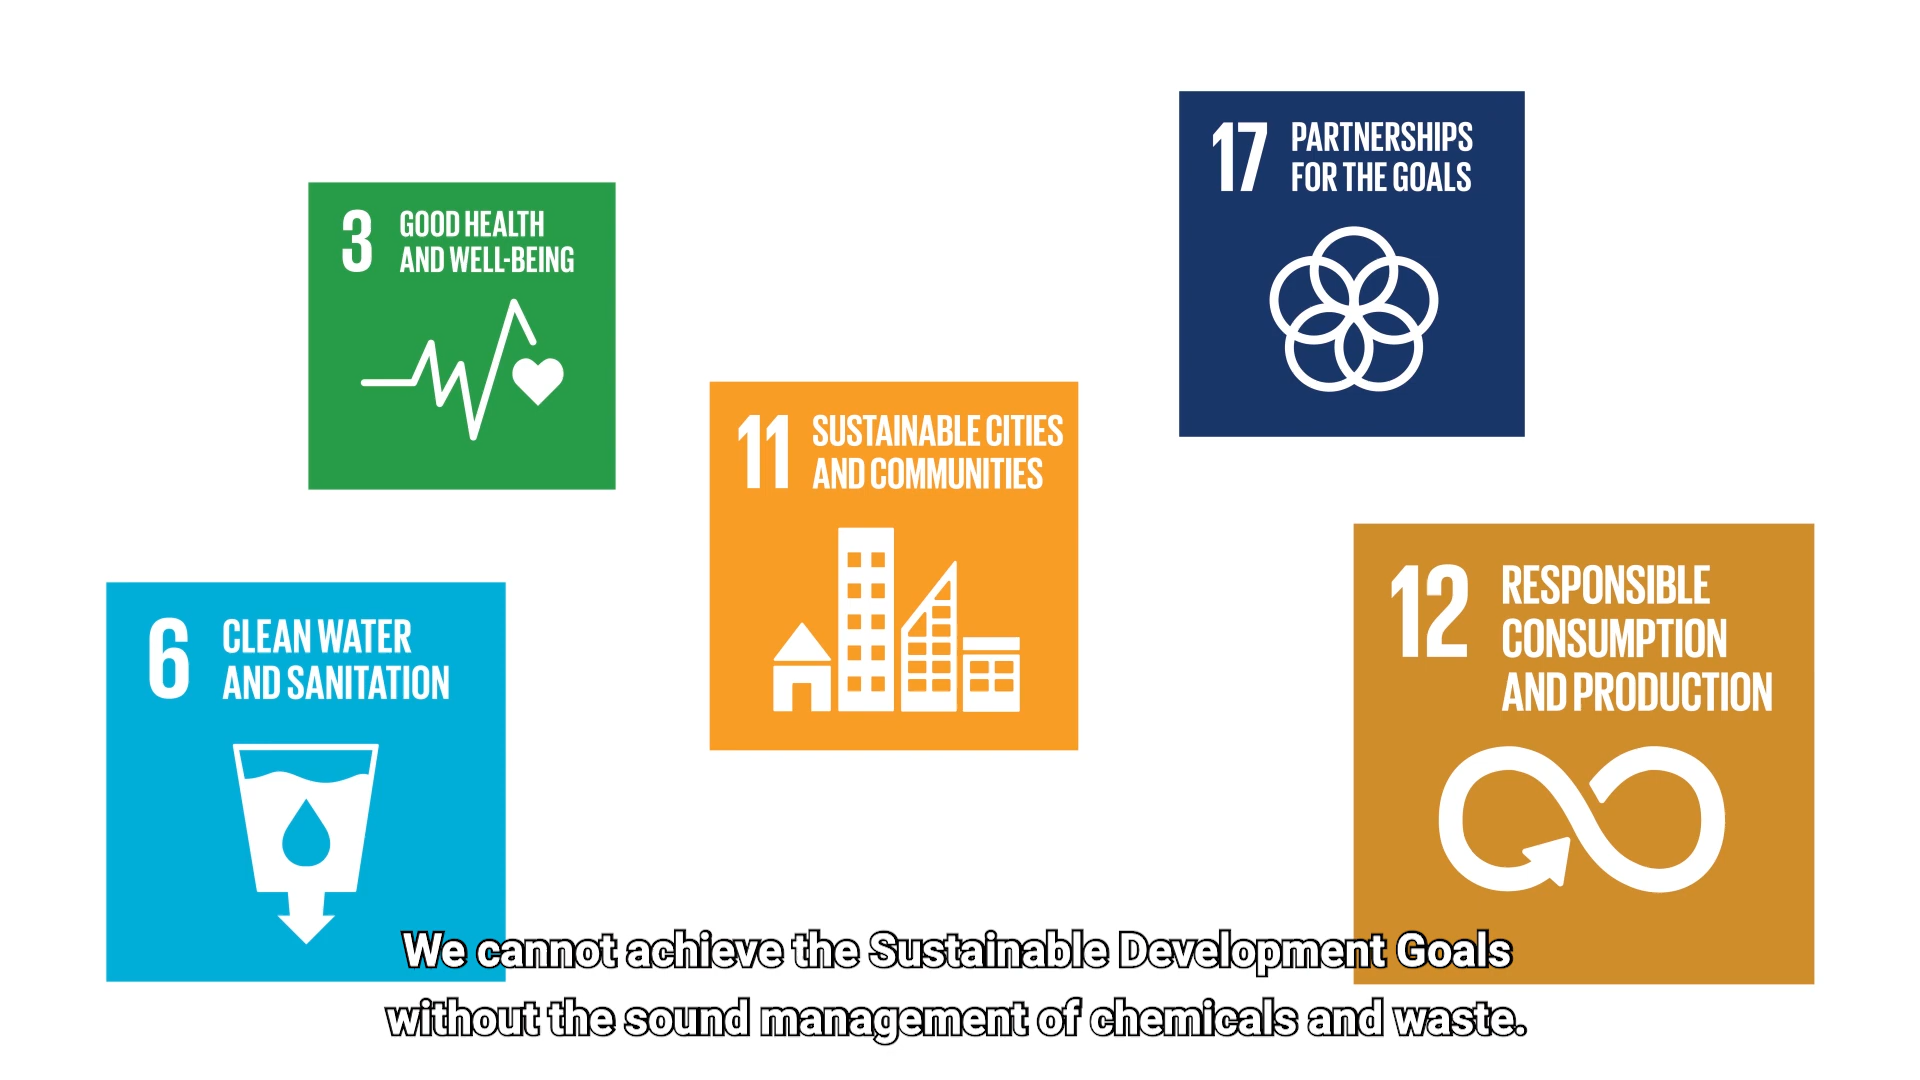 17 PARTNERSHIPS
FOR THE GOALS
3 GOOD HEALTH
AND WELL-BEING
11 SUSTAINABLE CITIES
AND COMMUNITIES
12 RESPONSIBLE
CONSUMPTION
AND PRODUCTION
6 CLEAN WATER
AND SANITATION
We cannot achieve the Sustainable Development Goals
without the sound management of chemicals and waste.